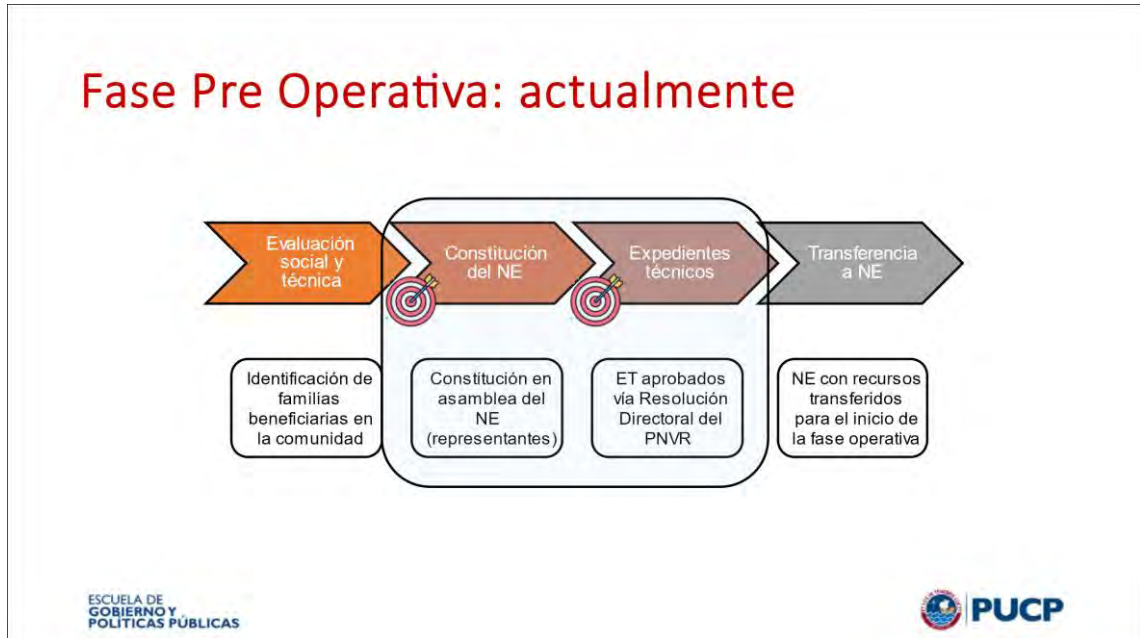 Fase Pre Operativa: actualmente
Evaluación
social y
técnica
Constitución
del NE
Expedientes
técnicos
Transferencia
a NE
Identificación de
familias
beneficiarias en
la comunidad
Constitución en
asamblea del
NE
(representantes)
ET aprobados
vía Resolución
Directoral del
PNVR
NE con recursos
transferidos
para el inicio de
la fase operativa
ESCUELA DE
GOBIERNO Y
POLÍTICAS PÚBLICAS
PUCP